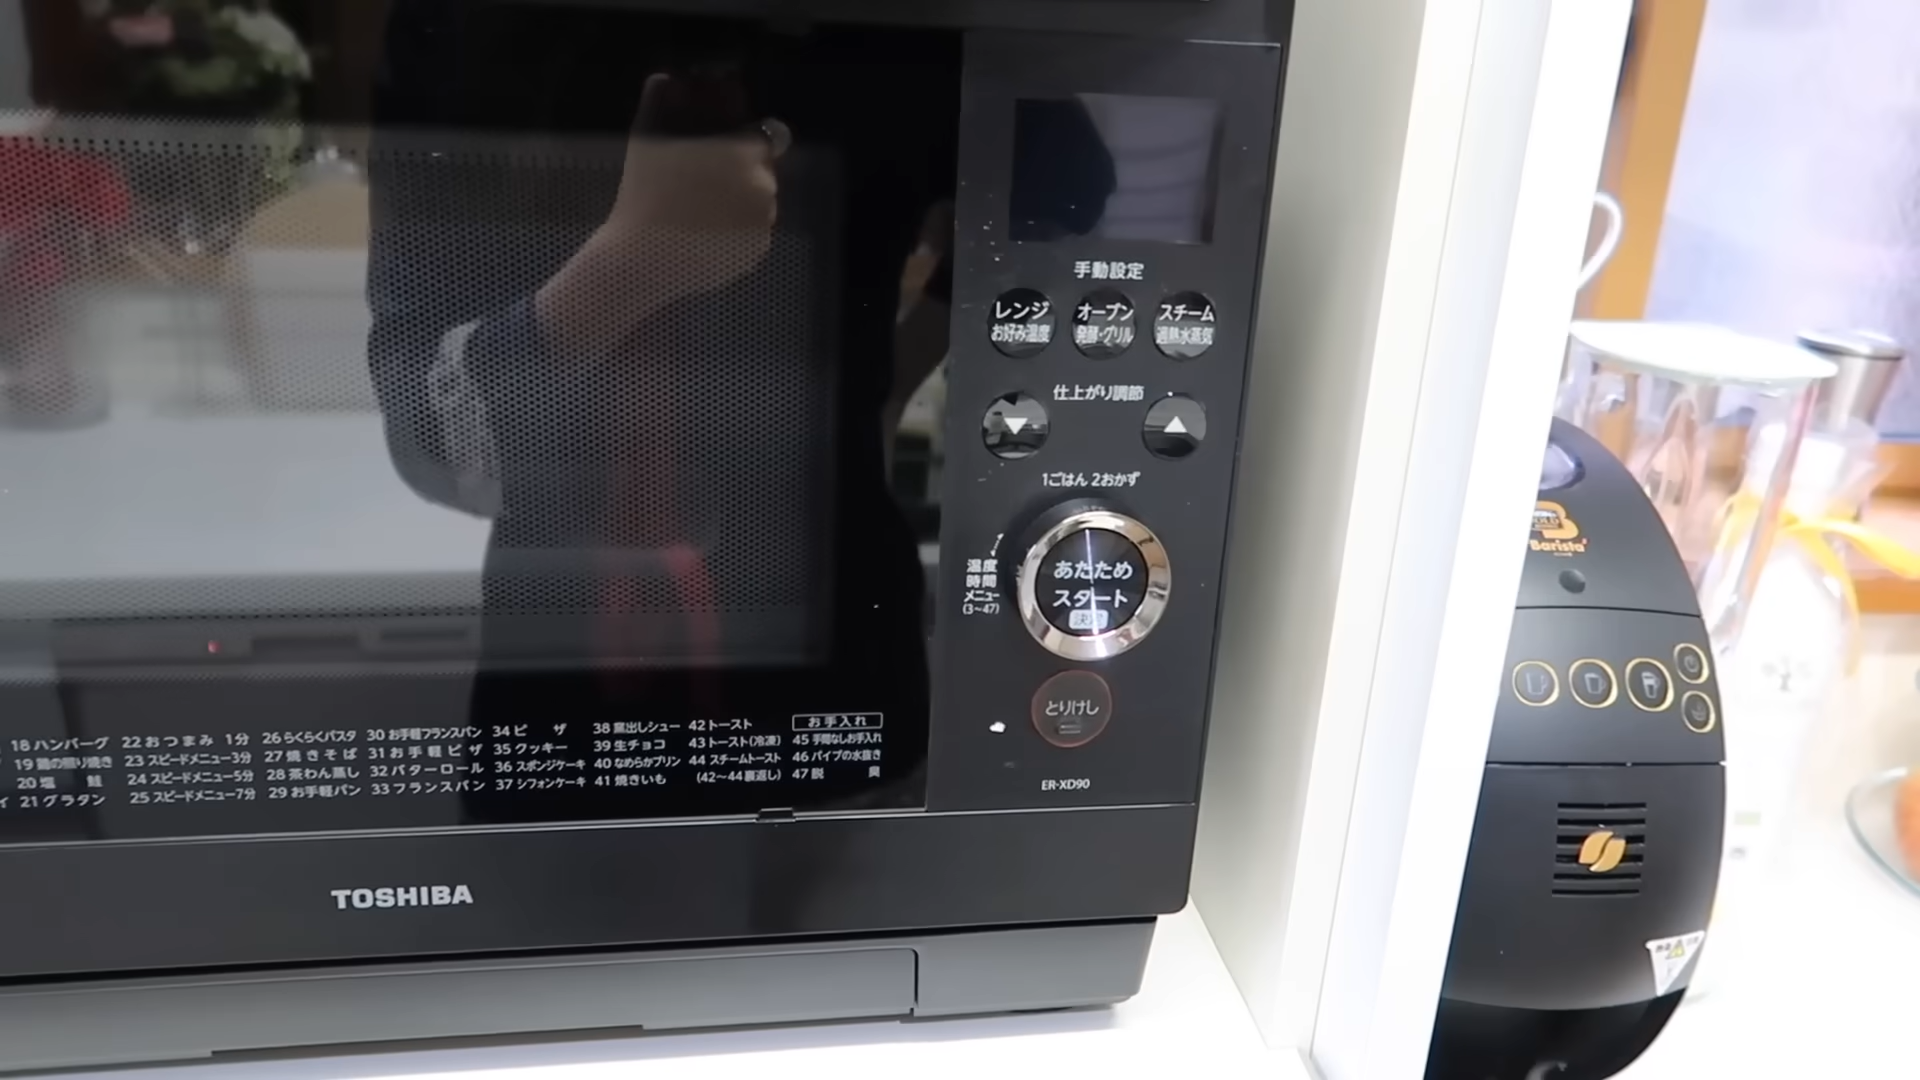 手動設定
レンジ
お好み温度
オーブン
発酵・グリル
スチーム
過熱水蒸気
仕上がり調節
▼ ▲
1ごはん 2おかず
温度
時間
メニュー
(3~47)
あたため
スタート
決定
とりけし
ER-XD90
18 ハンバーグ
19 鶏の照り焼き
20 塩 鮭
21 グラタン
22 おつまみ 1分
23 スピードメニュー3分
24 スピードメニュー5分
25 スピードメニュー7分
26 らくらくパスタ
27 焼きそば
28 茶わん蒸し
29 お手軽パン
30 お手軽フランスパン
31 お手軽ピザ
32 バターロール
33 フランスパン
34 ピザ
35 クッキー
36 スポンジケーキ
37 シフォンケーキ
38 窯出しシュー
39 生チョコ
40 なめらかプリン
41 焼きいも
42 トースト
43 トースト(冷凍)
44 スチームトースト
(42~44裏返し)
お手入れ
45 手間なしお手入れ
46 パイプの水抜き
47 脱 臭
TOSHIBA
GOLD
Barista